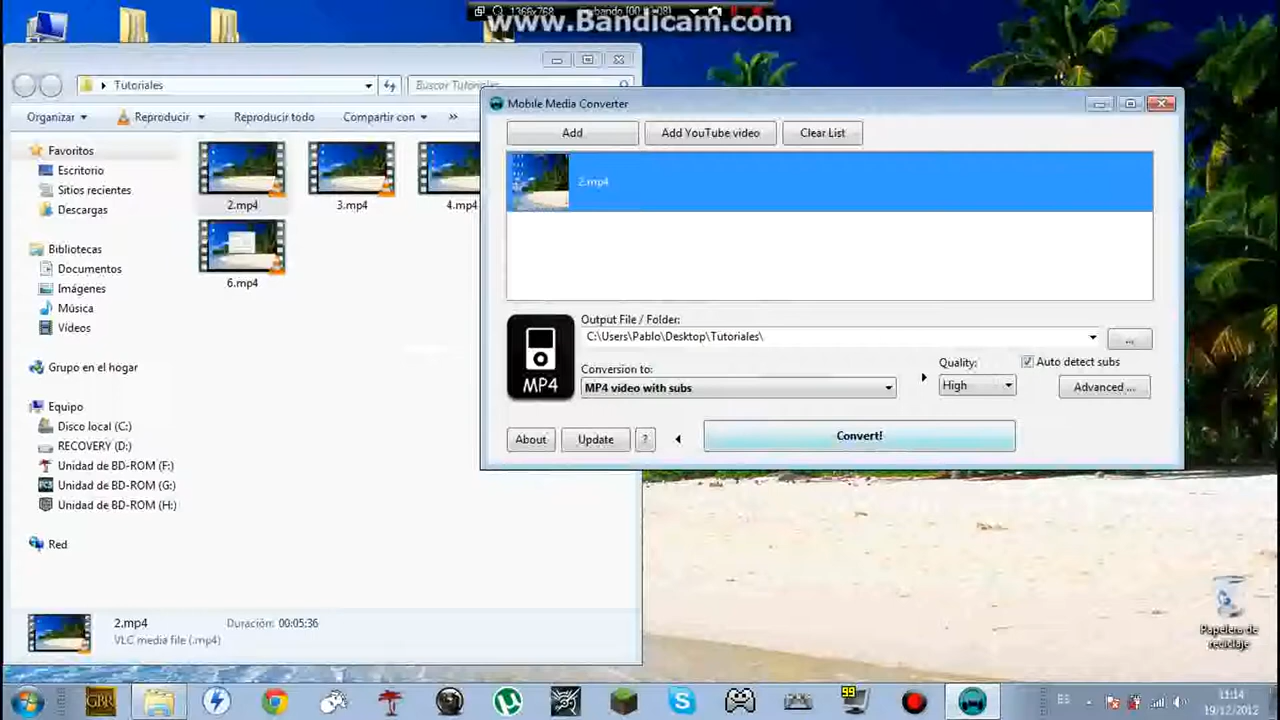 www.Bandicam.com
1366x768
Tutoriales
Buscar Tutoriales
Organizar
Reproducir
Reproducir todo
Compartir con
»
Favoritos
Escritorio
Sitios recientes
Descargas
Bibliotecas
Documentos
Imágenes
Música
Vídeos
Grupo en el hogar
Equipo
Disco local (C:)
RECOVERY (D:)
Unidad de BD-ROM (F:)
Unidad de BD-ROM (G:)
Unidad de BD-ROM (H:)
Red
2.mp4
3.mp4
4.mp4
6.mp4
2.mp4
Duración: 00:05:36
VLC media file (.mp4)
Mobile Media Converter
Add
Add YouTube video
Clear List
2.mp4
Output File / Folder:
C:\Users\Pablo\Desktop\Tutoriales\
...
MP4
Conversion to:
MP4 video with subs
Quality:
High
Auto detect subs
Advanced ...
About
Update
?
Convert!
Papelera de
reciclaje
GBR
99
ES
11:14
19/12/2012